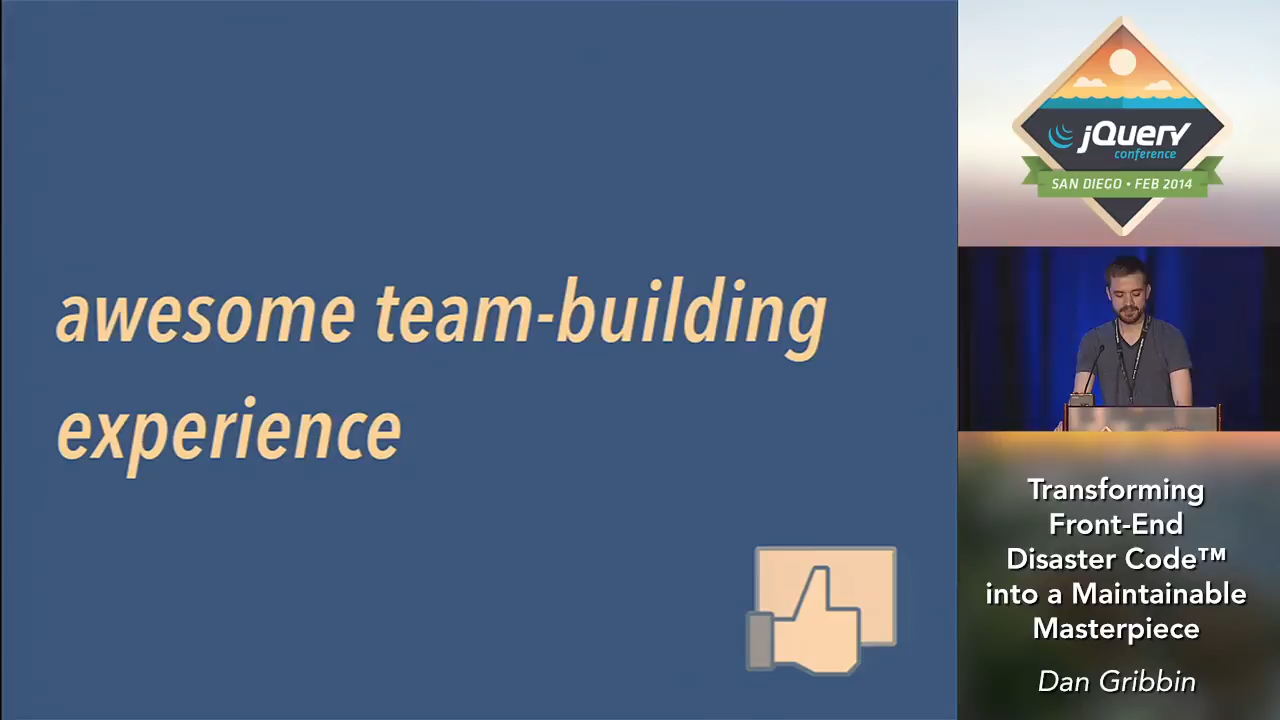 awesome team-building
experience
jQuery
conference
SAN DIEGO • FEB 2014
Transforming
Front-End
Disaster Code™
into a Maintainable
Masterpiece
Dan Gribbin